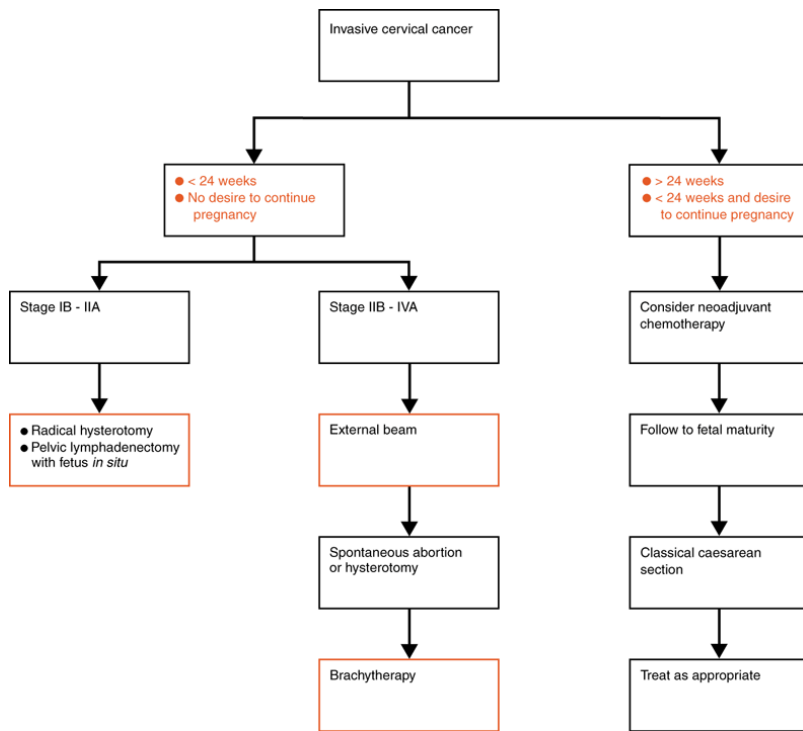 Invasive cervical cancer
● < 24 weeks
● No desire to continue
pregnancy
● > 24 weeks
● < 24 weeks and desire
to continue pregnancy
Stage IB - IIA
Stage IIB - IVA
Consider neoadjuvant
chemotherapy
● Radical hysterotomy
● Pelvic lymphadenectomy
with fetus in situ
External beam
Follow to fetal maturity
Spontaneous abortion
or hysterotomy
Classical caesarean
section
Brachytherapy
Treat as appropriate